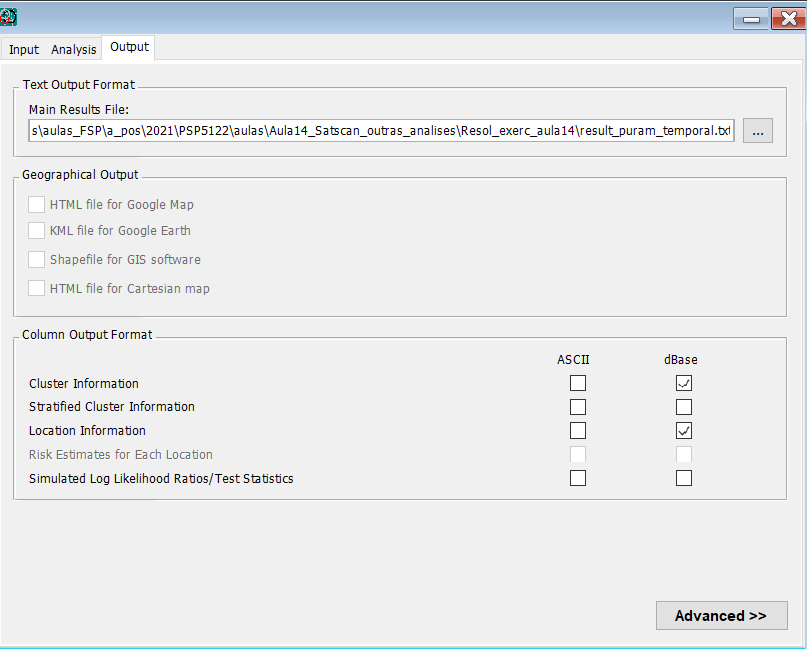 Input Analysis Output
Text Output Format
Main Results File:
s\aulas_FSP\a_pos\2021\PSP5122\aulas\Aula14_Satscan_outras_analises\Resol_exerc_aula14\result_puram_temporal.txt
...
Geographical Output
HTML file for Google Map
KML file for Google Earth
Shapefile for GIS software
HTML file for Cartesian map
Column Output Format
ASCII dBase
Cluster Information
Stratified Cluster Information
Location Information
Risk Estimates for Each Location
Simulated Log Likelihood Ratios/Test Statistics
Advanced >>